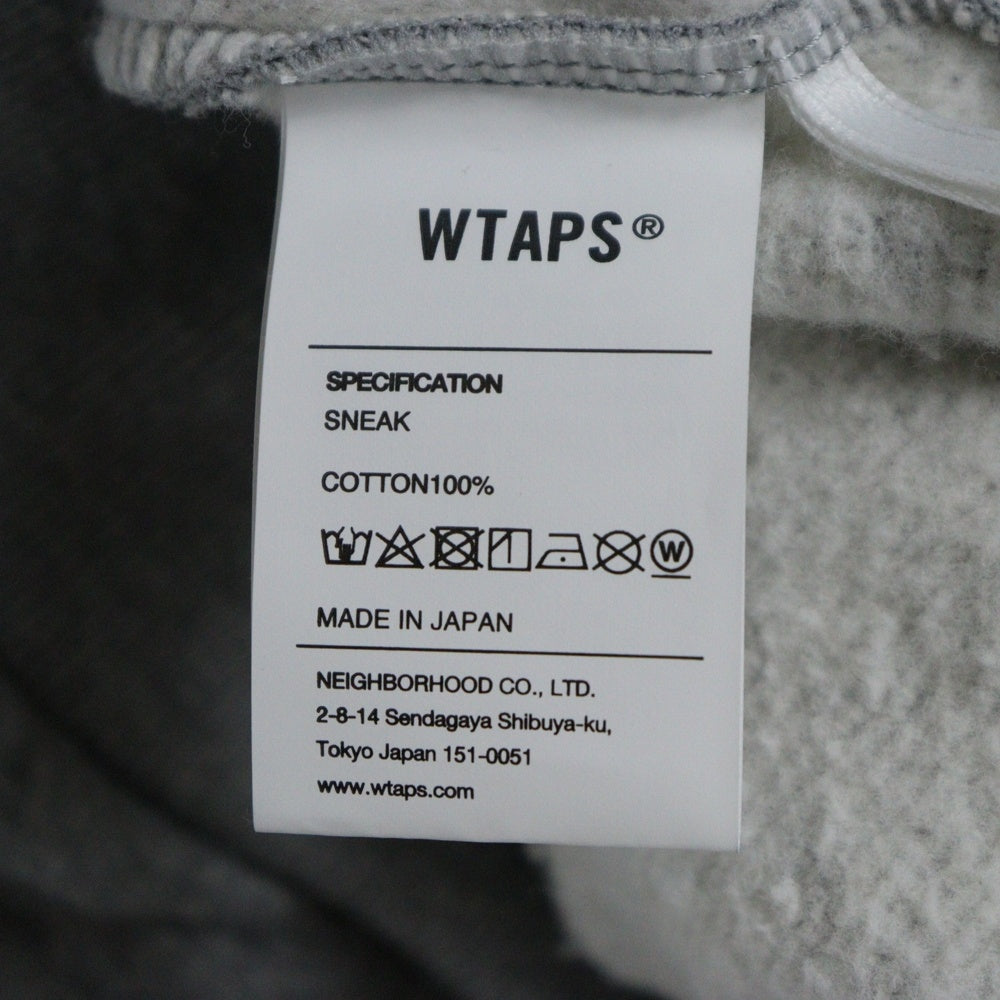 WTAPS®
SPECIFICATION
SNEAK
COTTON100%
W
MADE IN JAPAN
NEIGHBORHOOD CO., LTD.
2-8-14 Sendagaya Shibuya-ku,
Tokyo Japan 151-0051
www.wtaps.com